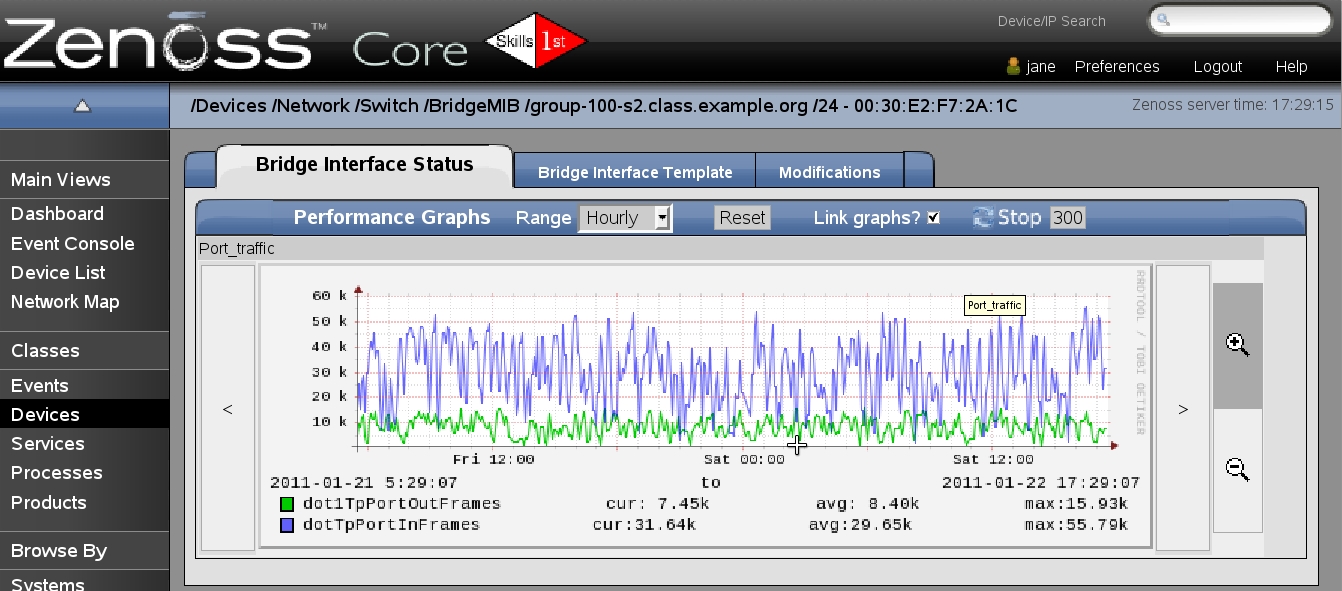 Zenoss™ Core Skills 1st
Device/IP Search
jane Preferences Logout Help
/Devices /Network /Switch /BridgeMIB /group-100-s2.class.example.org /24 - 00:30:E2:F7:2A:1C
Zenoss server time: 17:29:15
Main Views
Dashboard
Event Console
Device List
Network Map
Classes
Events
Devices
Services
Processes
Products
Browse By
Systems
Bridge Interface Status
Bridge Interface Template
Modifications
Performance Graphs Range Hourly Reset Link graphs? Stop 300
Port_traffic
<
60 k
50 k
40 k
30 k
20 k
10 k
Port_traffic
RRDTOOL / TOBI OETIKER
Fri 12:00 Sat 00:00 Sat 12:00
2011-01-21 5:29:07 to 2011-01-22 17:29:07
dot1TpPortOutFrames cur: 7.45k avg: 8.40k max:15.93k
dotTpPortInFrames cur:31.64k avg:29.65k max:55.79k
>